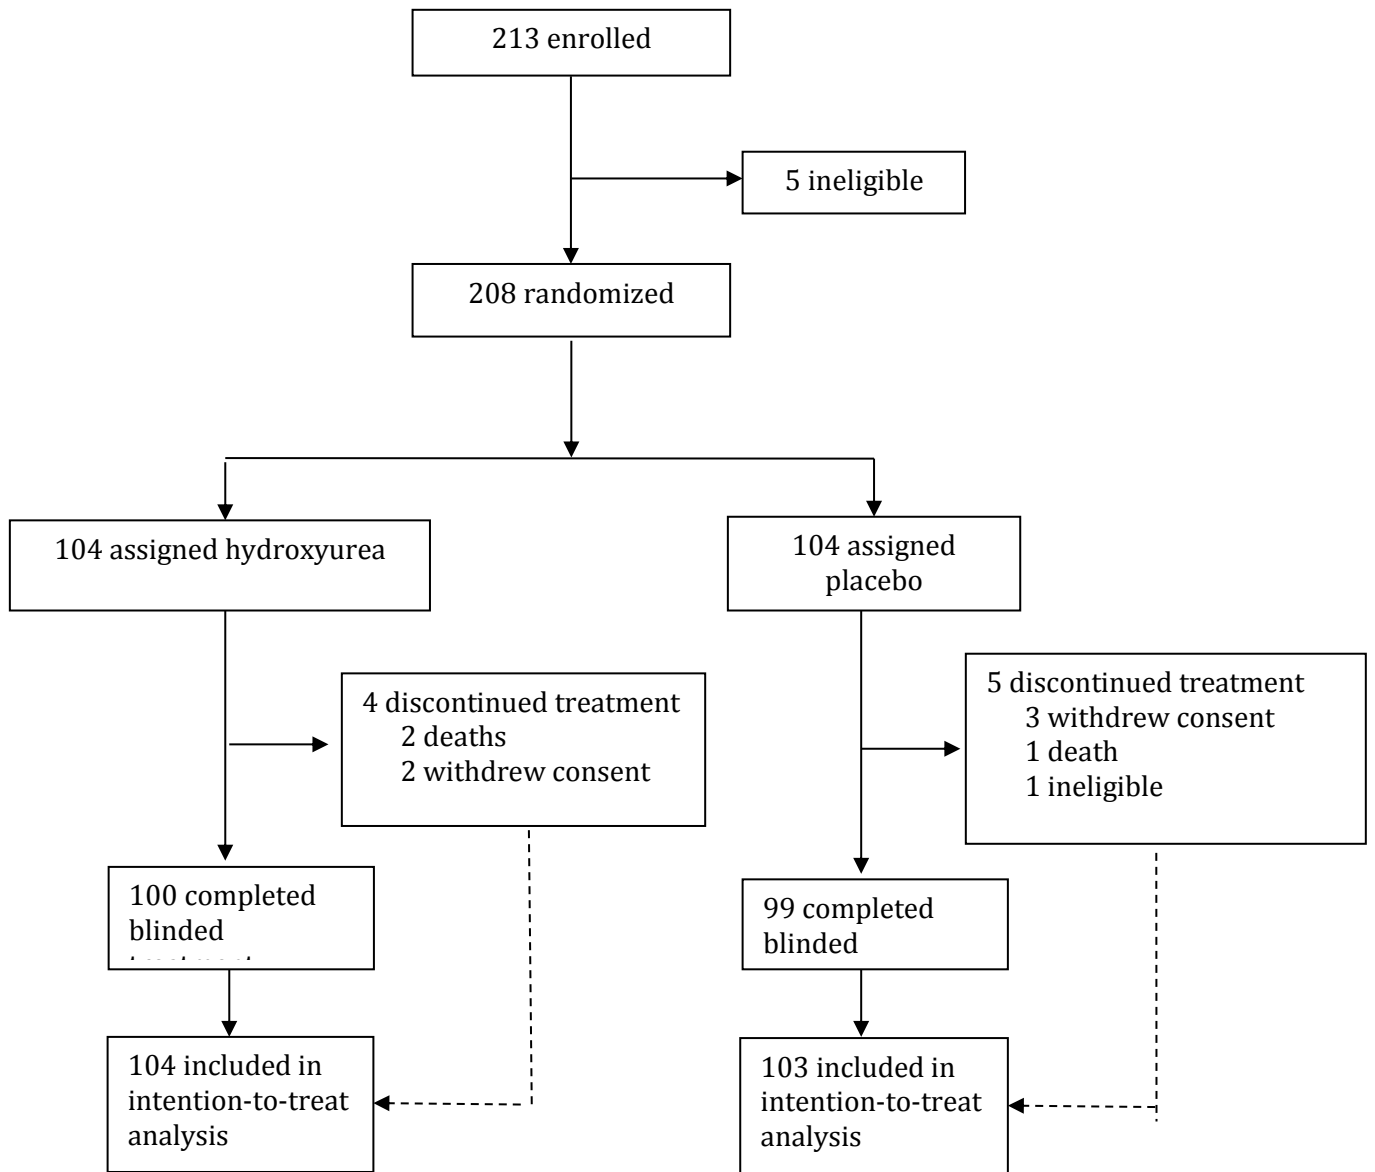 213 enrolled
5 ineligible
208 randomized
104 assigned hydroxyurea
104 assigned
placebo
4 discontinued treatment
2 deaths
2 withdrew consent
5 discontinued treatment
3 withdrew consent
1 death
1 ineligible
100 completed
blinded
99 completed
blinded
104 included in
intention-to-treat
analysis
103 included in
intention-to-treat
analysis